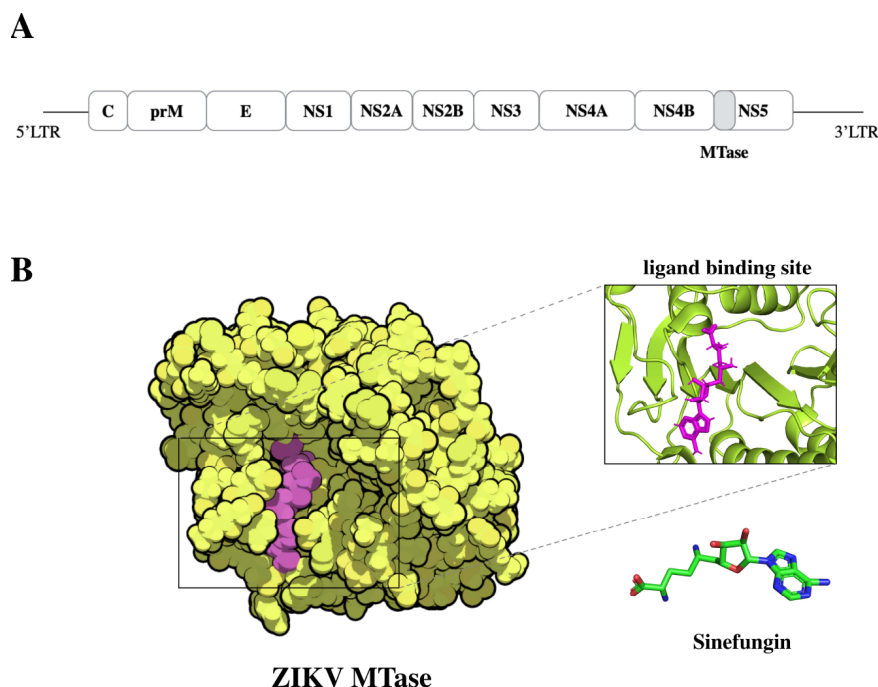 A
C prM E NS1 NS2A NS2B NS3 NS4A NS4B NS5
5'LTR 3'LTR
MTase
B
ligand binding site
Sinefungin
ZIKV MTase